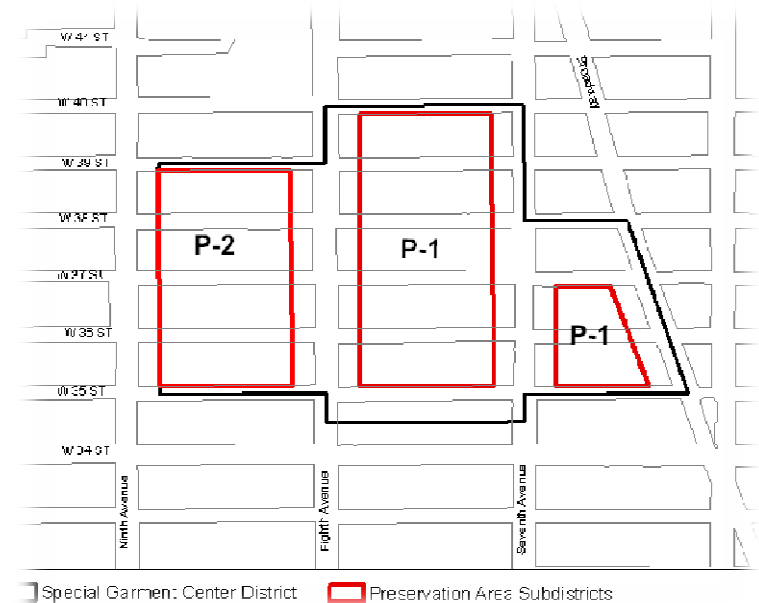 W 41 ST
Broadway
W 40 ST
W 39 ST
W 38 ST
P-2
P-1
W 37 ST
W 36 ST
P-1
W 35 ST
W 34 ST
Ninth Avenue
Eighth Avenue
Seventh Avenue
Special Garment Center District
Preservation Area Subdistricts